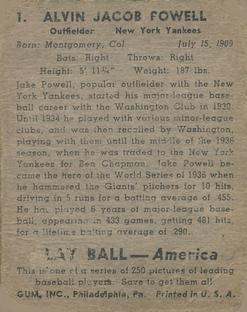 1. ALVIN JACOB POWELL
Outfielder New York Yankees
Born: Montgomery, Col July 15, 1909
Bats: Right Throws: Right
Height: 5' 11¾" Weight: 187 lbs.
Jake Powell, popular outfielder with the New
York Yankees, started his major-league base-
ball career with the Washington Club in 1930.
Until 1934 he played with various minor-league
clubs, and was then recalled by Washington,
playing with them until the middle of the 1936
season, when he was traded to the New York
Yankees for Ben Chapman. Jake Powell be-
came the hero of the World Series of 1936 when
he hammered the Giants' pitchers for 10 hits,
driving in 5 runs for a batting average of .455.
He has played 6 years of major-league base-
ball, appearing in 433 games, getting 481 hits
for a lifetime batting average of .290.
PLAY BALL—America
This is one of a series of 250 pictures of leading
baseball players. Save to get them all.
GUM, INC., Philadelphia, Pa. Printed in U. S. A.